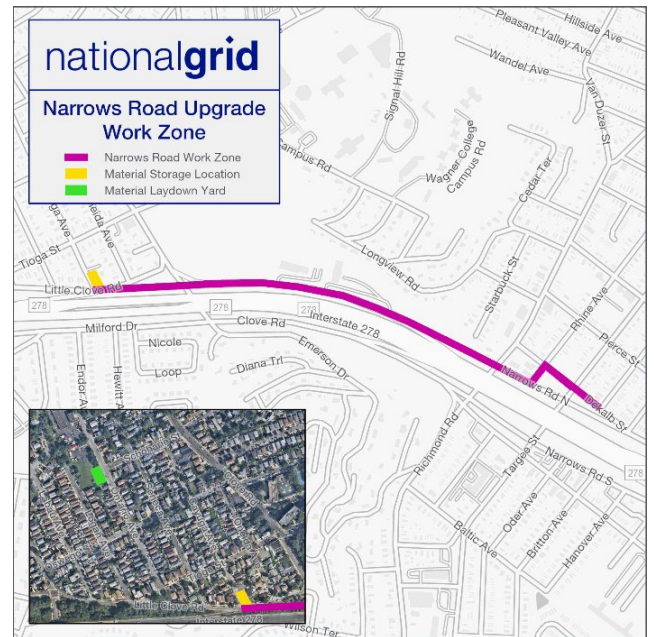 nationalgrid
Narrows Road Upgrade
Work Zone
Narrows Road Work Zone
Material Storage Location
Material Laydown Yard
Hillside Ave
Pleasant Valley Ave
Wandel Ave
Van Duzer St
Signal Hill Rd
Campus Rd
Wagner College
Campus Rd
Cedar Ter
Longview Rd
Starbuck St
Rhine Ave
Pierce St
Tioga St
Little Clove Rd
278
278
278
Interstate 278
Milford Dr
Clove Rd
Nicole
Loop
Diana Trl
Emerson Dr
Hewitt A
Narrows Rd N
Dekalb St
Richmond Rd
Targee St
Narrows Rd S
278
Oder Ave
Britton Ave
Hanover Ave
Baltic Ave
Little Clove Rd
Interstate 278
Wilson Ter